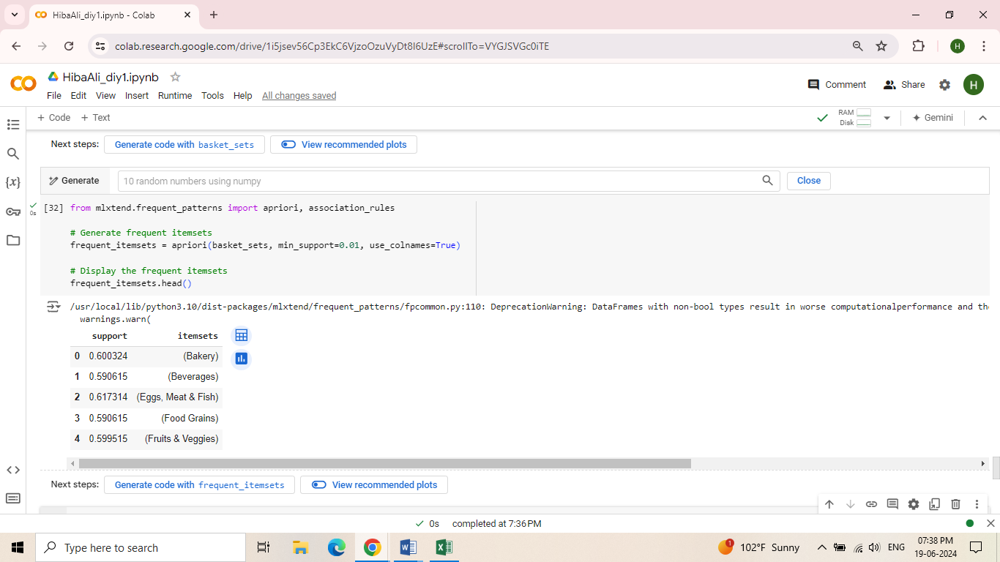 HibaAli_diy1.ipynb - Colab
colab.research.google.com/drive/1i5jsev56Cp3EkC6VjzoOzuVyDt8I6UzE#scrollTo=VYGJSVGc0iTE
H
HibaAli_diy1.ipynb
Comment
Share
H
File Edit View Insert Runtime Tools Help All changes saved
+ Code + Text
RAM
Disk
Gemini
Next steps: Generate code with basket_sets View recommended plots
Generate 10 random numbers using numpy Close
0s
[32] from mlxtend.frequent_patterns import apriori, association_rules
# Generate frequent itemsets
frequent_itemsets = apriori(basket_sets, min_support=0.01, use_colnames=True)
# Display the frequent itemsets
frequent_itemsets.head()
/usr/local/lib/python3.10/dist-packages/mlxtend/frequent_patterns/fpcommon.py:110: DeprecationWarning: DataFrames with non-bool types result in worse computationalperformance and the
warnings.warn(
support itemsets
0 0.600324 (Bakery)
1 0.590615 (Beverages)
2 0.617314 (Eggs, Meat & Fish)
3 0.590615 (Food Grains)
4 0.599515 (Fruits & Veggies)
Next steps: Generate code with frequent_itemsets View recommended plots
0s completed at 7:36 PM
Type here to search
1
102°F Sunny
ENG
07:38 PM
19-06-2024